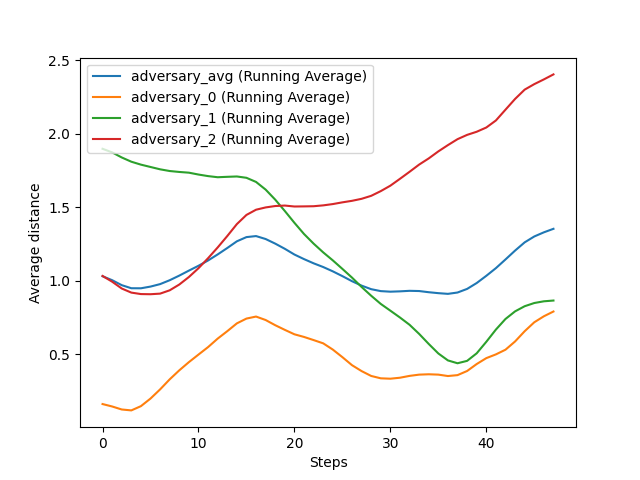 2.5
2.0
1.5
1.0
0.5
Average distance
adversary_avg (Running Average)
adversary_0 (Running Average)
adversary_1 (Running Average)
adversary_2 (Running Average)
0 10 20 30 40
Steps